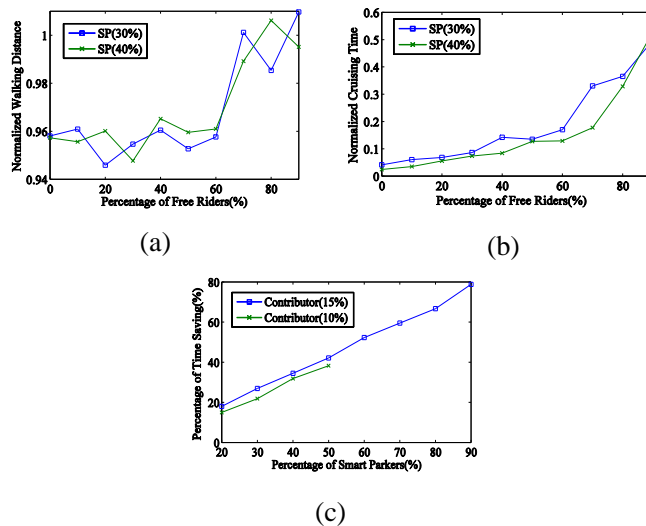 Normalized Walking Distance
1
0.98
0.96
0.94
SP(30%)
SP(40%)
0 20 40 60 80
Percentage of Free Riders(%)
(a)
Normalized Cruising Time
0.6
0.5
0.4
0.3
0.2
0.1
0
SP(30%)
SP(40%)
0 20 40 60 80
Percentage of Free Riders(%)
(b)
Percentage of Time Saving(%)
80
60
40
20
0
Contributor(15%)
Contributor(10%)
20 30 40 50 60 70 80 90
Percentage of Smart Parkers(%)
(c)